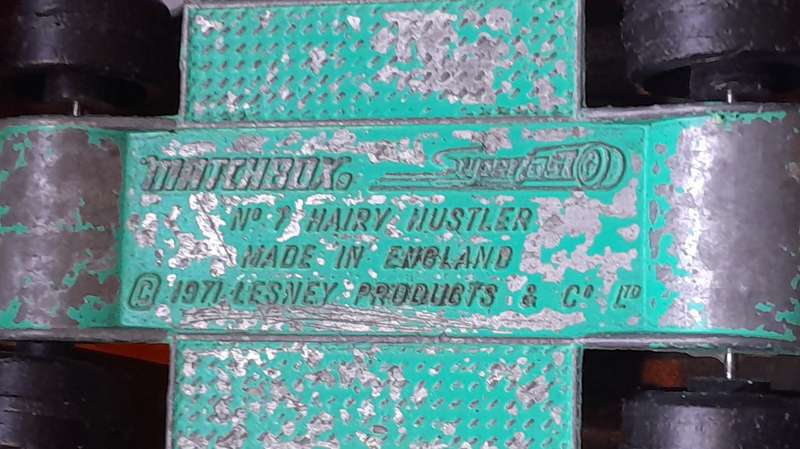 MATCHBOX Superfast
Nº 7 HAIRY HUSTLER
MADE IN ENGLAND
© 1971 LESNEY PRODUCTS & Cº LTD